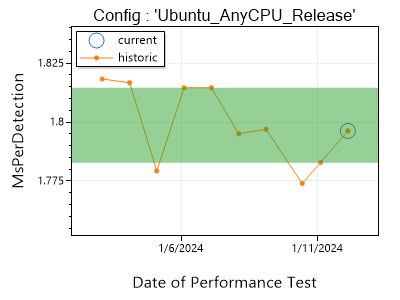 Config : 'Ubuntu_AnyCPU_Release'
current
historic
1.825
1.8
1.775
MsPerDetection
1/6/2024
1/11/2024
Date of Performance Test